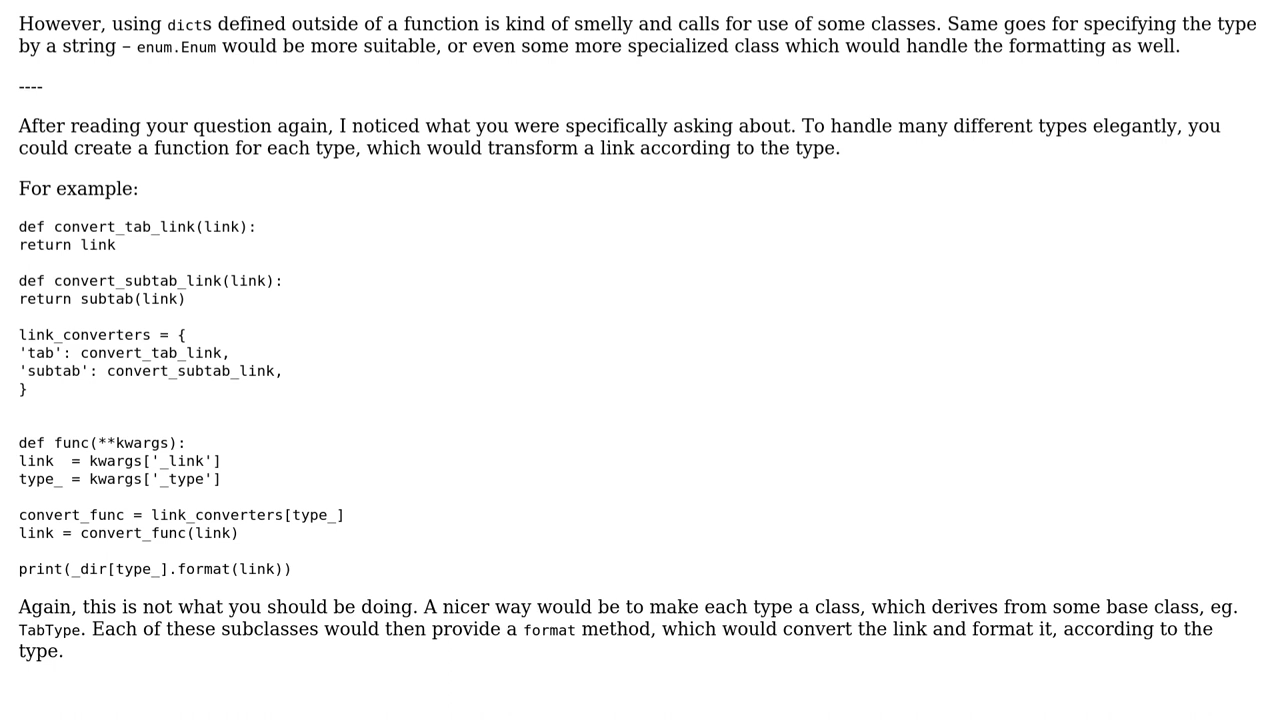 However, using dicts defined outside of a function is kind of smelly and calls for use of some classes. Same goes for specifying the type
by a string – enum.Enum would be more suitable, or even some more specialized class which would handle the formatting as well.
----
After reading your question again, I noticed what you were specifically asking about. To handle many different types elegantly, you
could create a function for each type, which would transform a link according to the type.
For example:
def convert_tab_link(link):
return link
def convert_subtab_link(link):
return subtab(link)
link_converters = {
'tab': convert_tab_link,
'subtab': convert_subtab_link,
}
def func(**kwargs):
link  = kwargs['_link']
type_ = kwargs['_type']
convert_func = link_converters[type_]
link = convert_func(link)
print(_dir[type_].format(link))
Again, this is not what you should be doing. A nicer way would be to make each type a class, which derives from some base class, eg.
TabType. Each of these subclasses would then provide a format method, which would convert the link and format it, according to the
type.